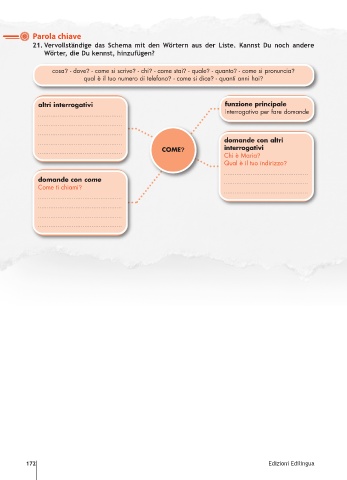 Parola chiave
21. Vervollständige das Schema mit den Wörtern aus der Liste. Kannst Du noch andere
Wörter, die Du kennst, hinzufügen?
cosa? - dove? - come si scrive? - chi? - come stai? - quale? - quanto? - come si pronuncia?
qual è il tuo numero di telefono? - come si dice? - quanti anni hai?
altri interrogativi
funzione principale
interrogativo per fare domande
COME?
domande con altri
interrogativi
Chi è Maria?
Qual è il tuo indirizzo?
domande con come
Come ti chiami?
172
Edizioni Edilingua